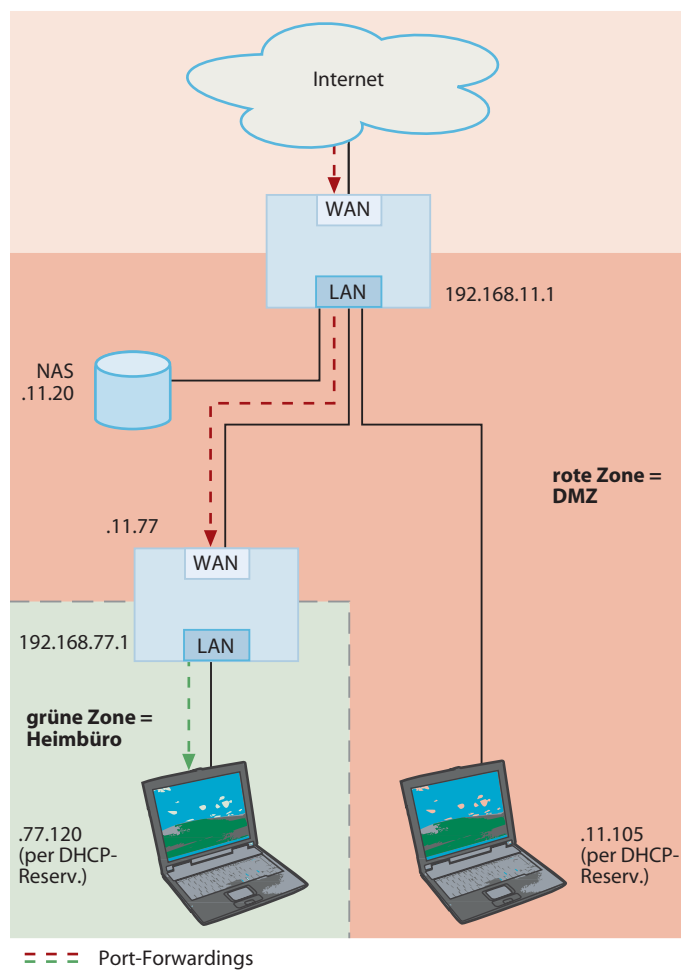 Internet
WAN
LAN
192.168.11.1
NAS
.11.20
rote Zone =
DMZ
.11.77
WAN
192.168.77.1
LAN
grüne Zone =
Heimbüro
.77.120
(per DHCP-
Reserv.)
.11.105
(per DHCP-
Reserv.)
Port-Forwardings